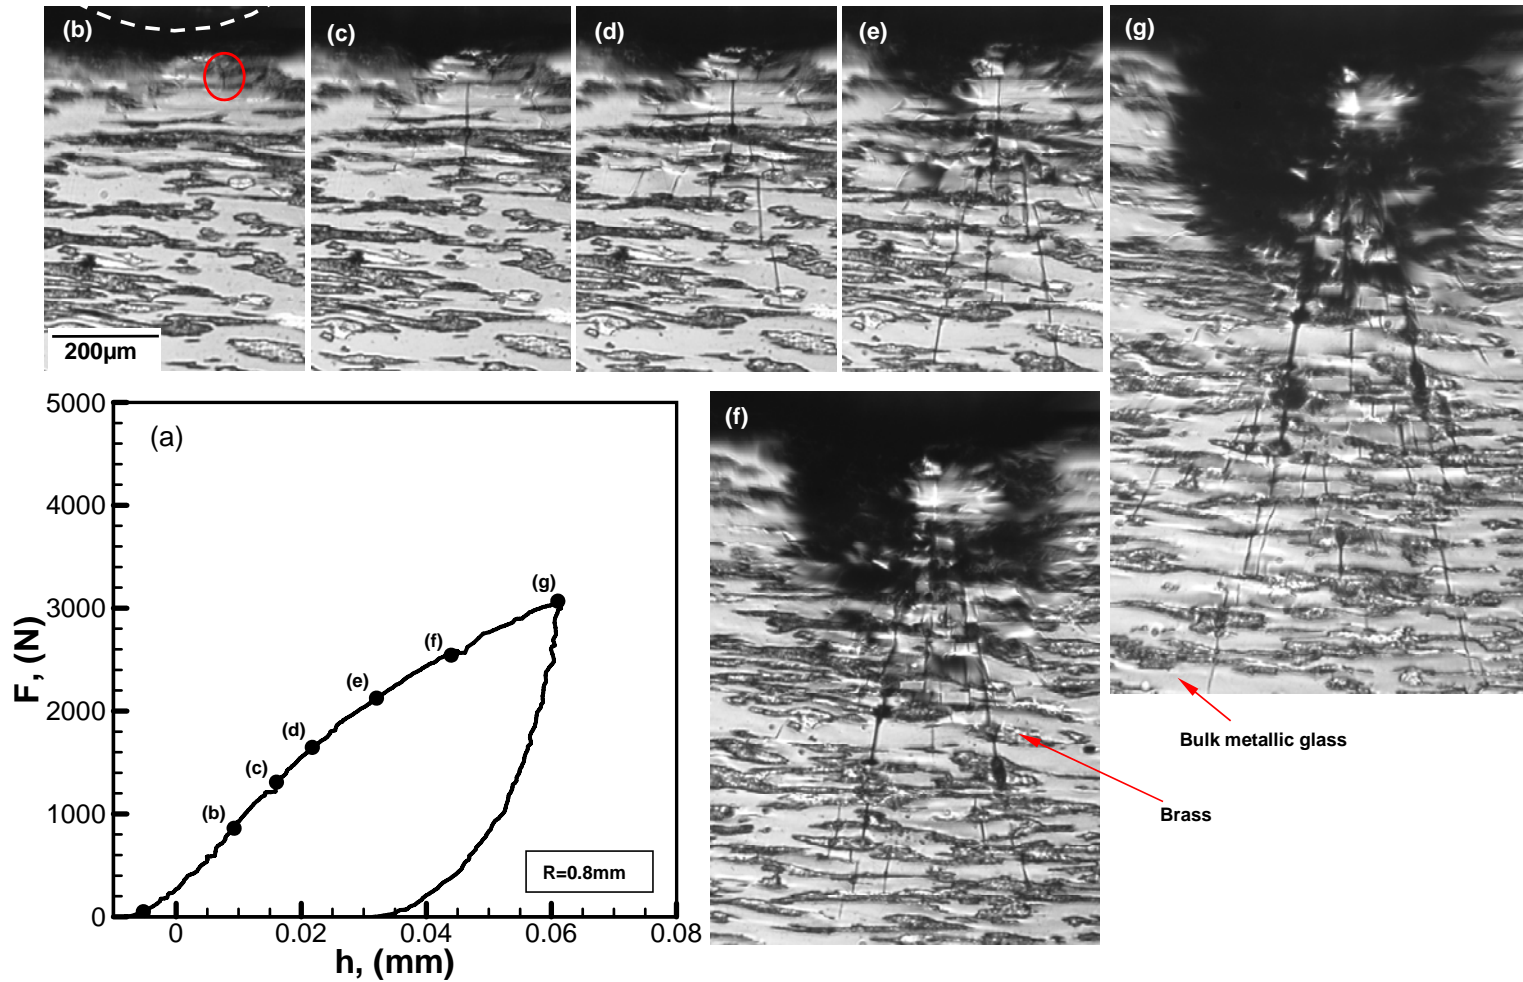 (b)
(c)
(d)
(e)
(g)
200µm
(f)
(a)
5000
4000
3000
2000
1000
0
F, (N)
(b)
(c)
(d)
(e)
(f)
(g)
R=0.8mm
0
0.02
0.04
0.06
0.08
h, (mm)
Bulk metallic glass
Brass